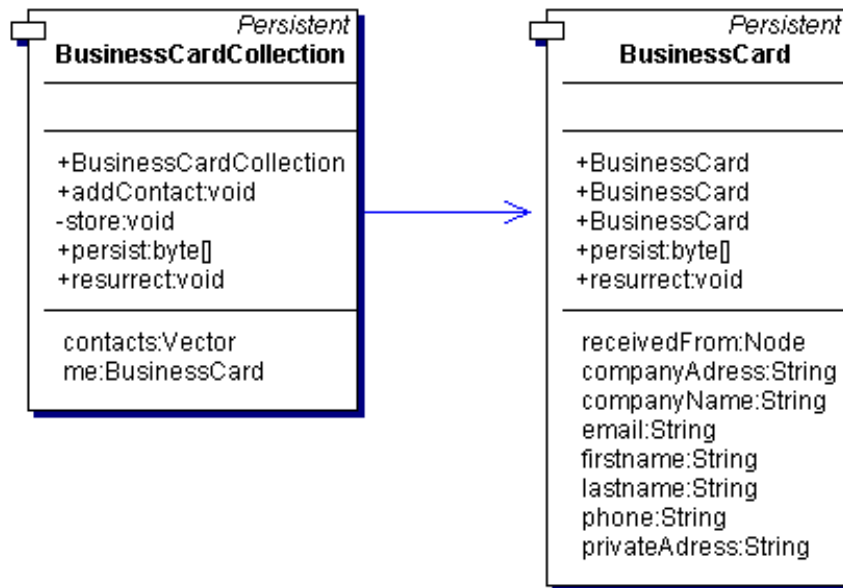 Persistent
BusinessCardCollection
+BusinessCardCollection
+addContact:void
-store:void
+persist:byte[]
+resurrect:void
contacts:Vector
me:BusinessCard
Persistent
BusinessCard
+BusinessCard
+BusinessCard
+BusinessCard
+persist:byte[]
+resurrect:void
receivedFrom:Node
companyAdress:String
companyName:String
email:String
firstname:String
lastname:String
phone:String
privateAdress:String